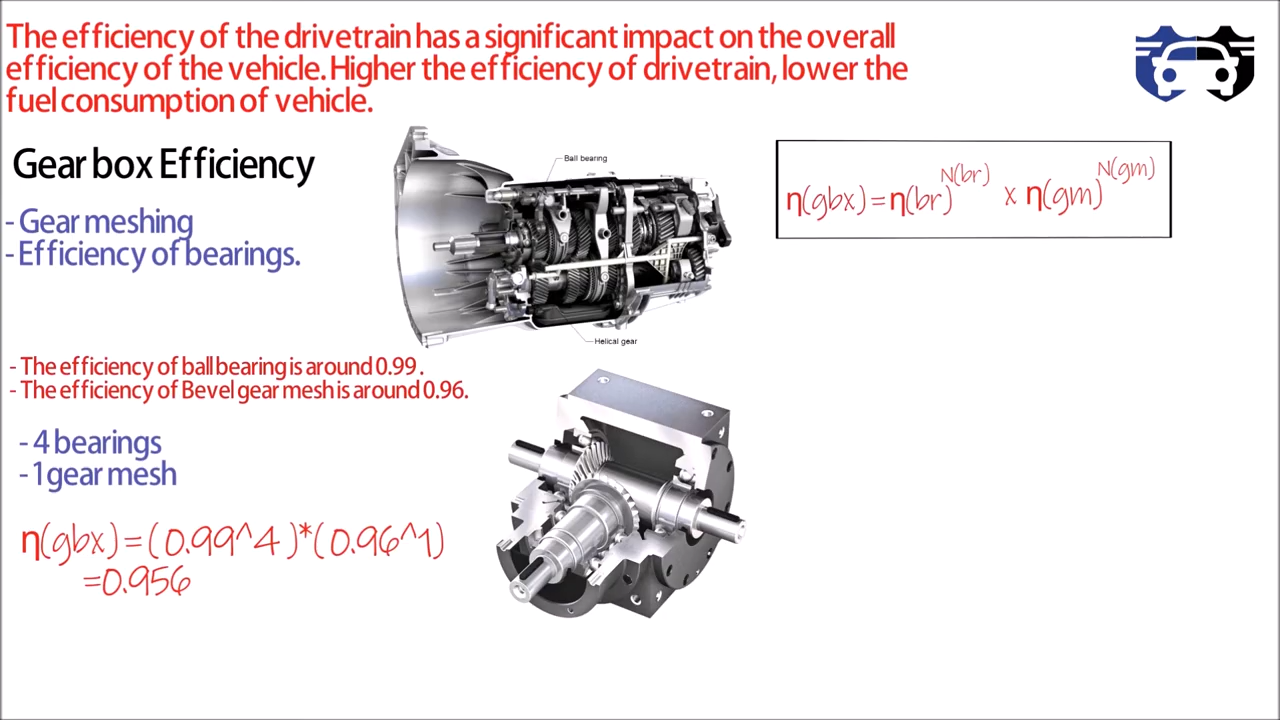 The efficiency of the drivetrain has a significant impact on the overall
efficiency of the vehicle. Higher the efficiency of drivetrain, lower the
fuel consumption of vehicle.
Gear box Efficiency
- Gear meshing
- Efficiency of bearings.
Ball bearing
Helical gear
η(gbx) = η(br)^N(br) x η(gm)^N(gm)
- The efficiency of ball bearing is around 0.99.
- The efficiency of Bevel gear mesh is around 0.96.
- 4 bearings
- 1 gear mesh
η(gbx) = (0.99^4)*(0.96^1)
=0.956